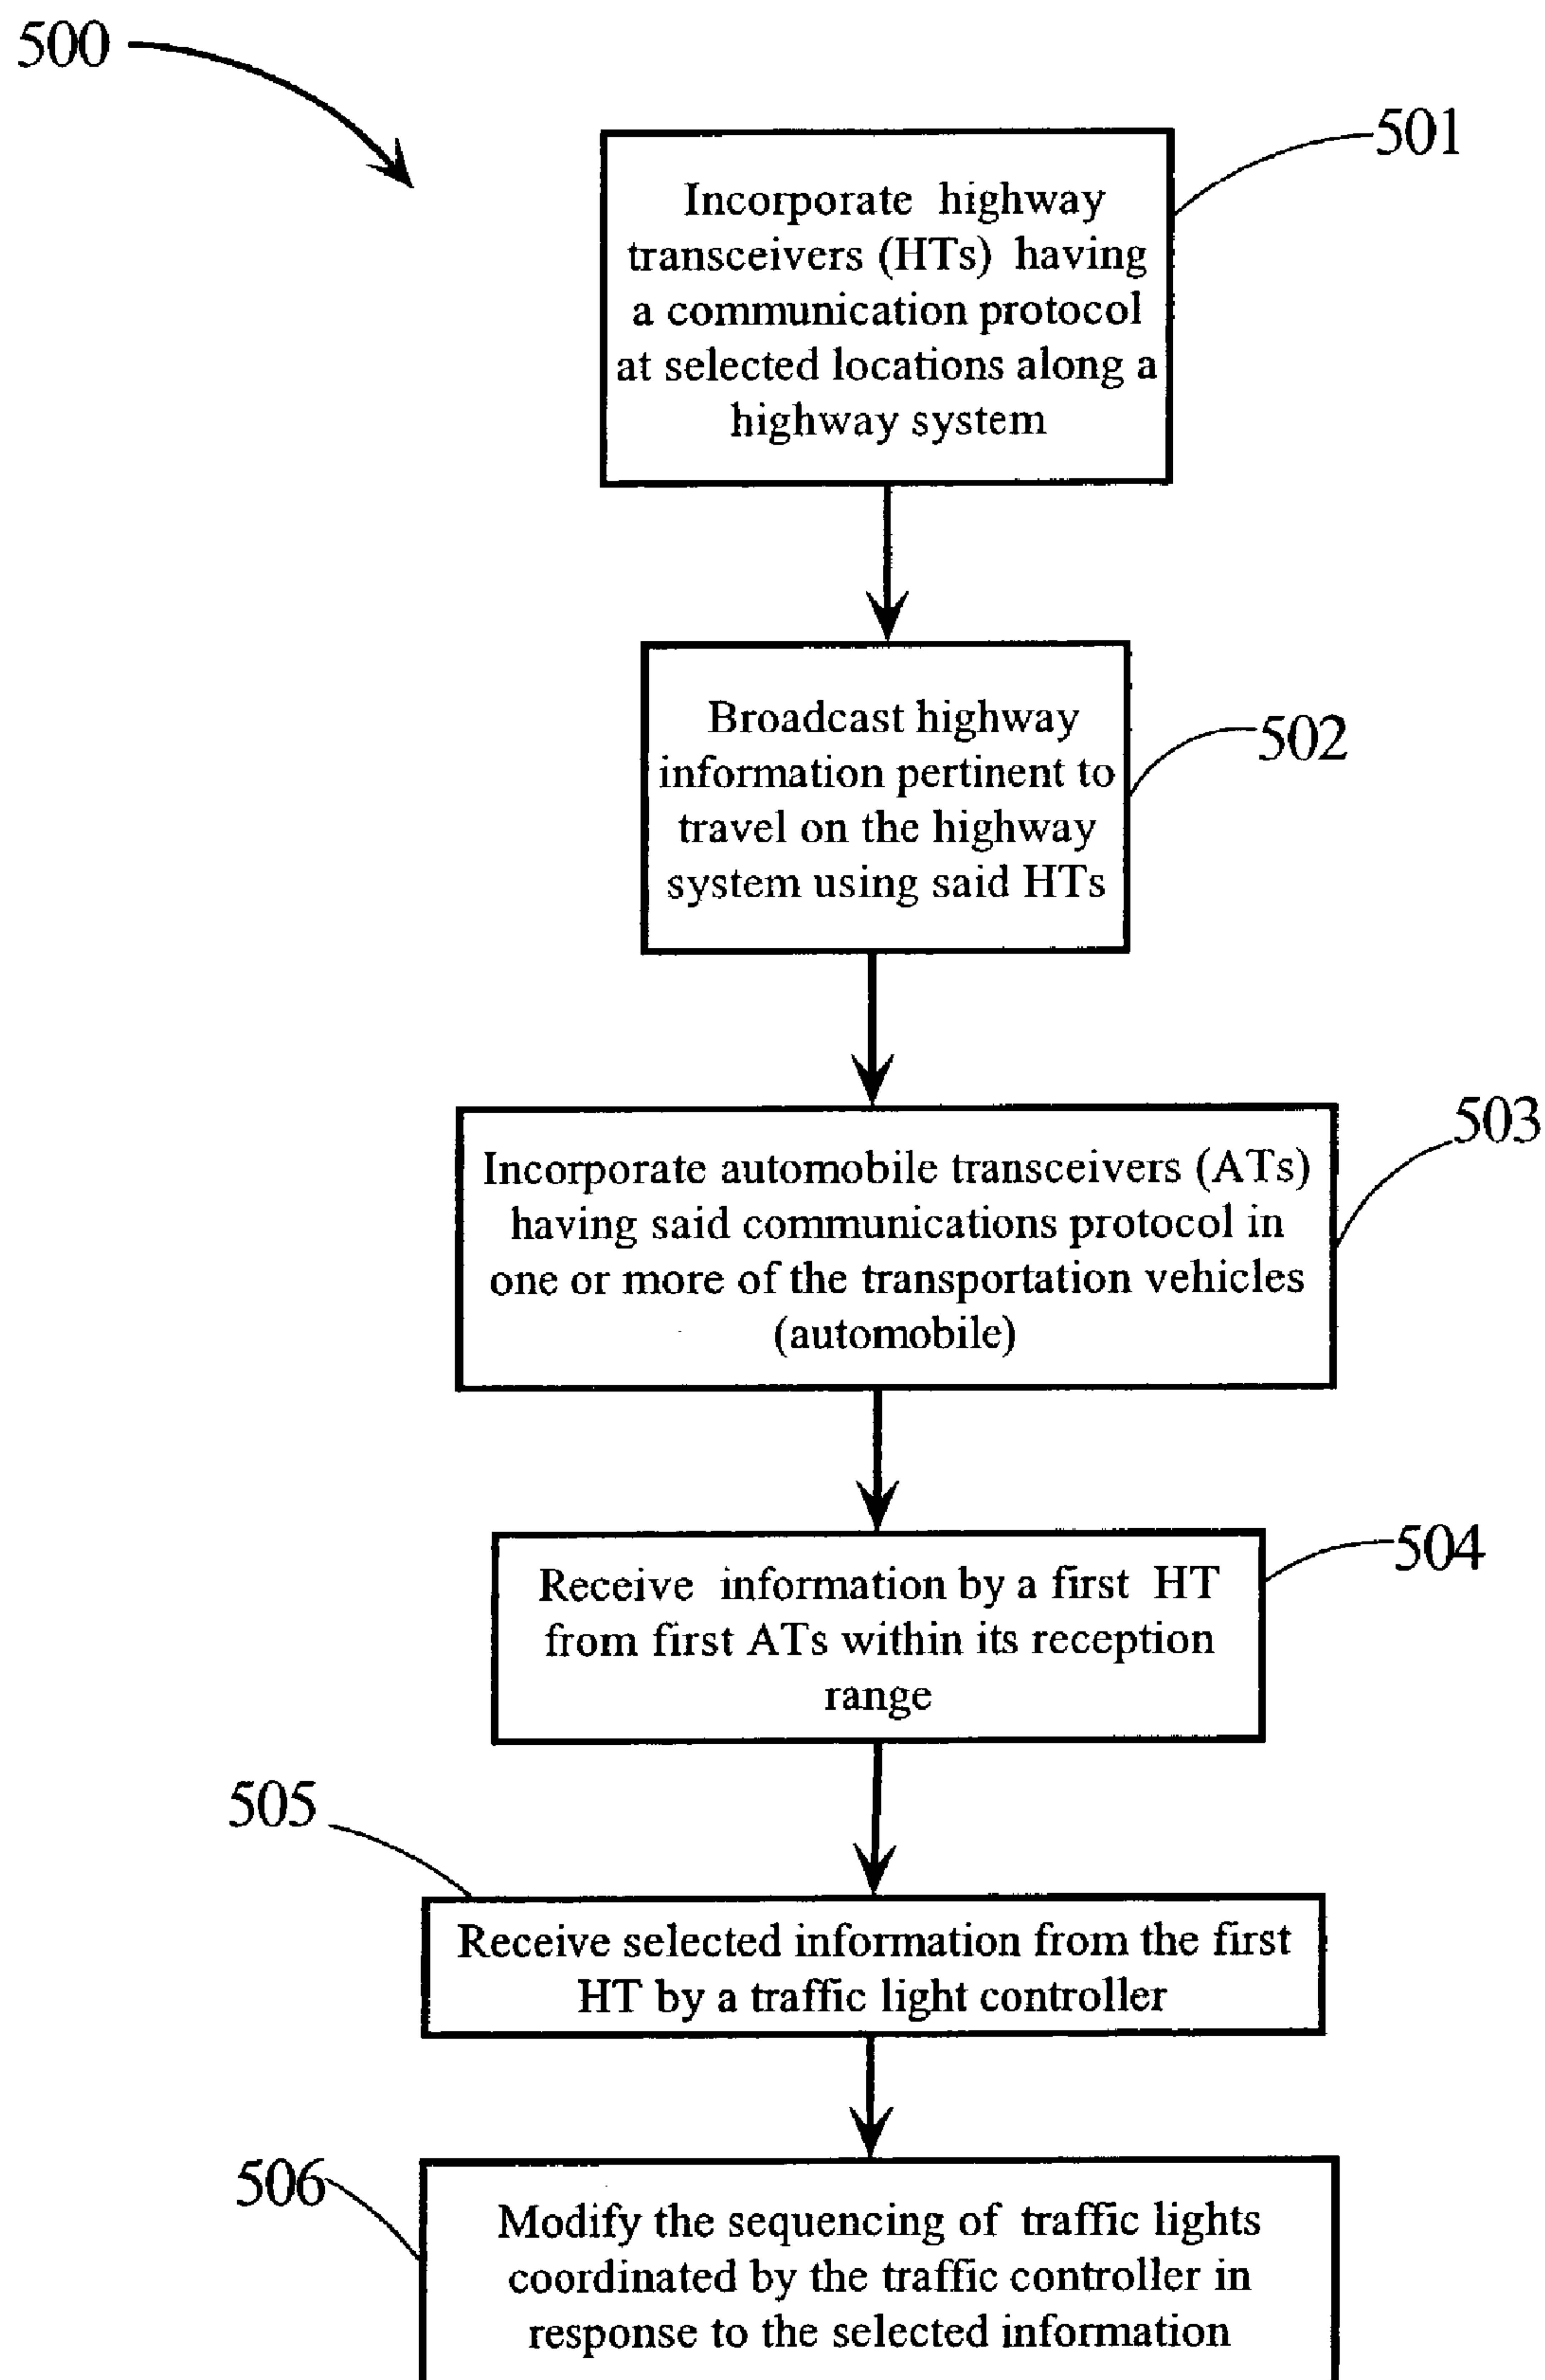 500
501
Incorporate highway
transceivers (HTs) having
a communication protocol
at selected locations along a
highway system
502
Broadcast highway
information pertinent to
travel on the highway
system using said HTs
503
Incorporate automobile transceivers (ATs)
having said communications protocol in
one or more of the transportation vehicles
(automobile)
504
Receive information by a first HT
from first ATs within its reception
range
505
Receive selected information from the first
HT by a traffic light controller
506
Modify the sequencing of traffic lights
coordinated by the traffic controller in
response to the selected information